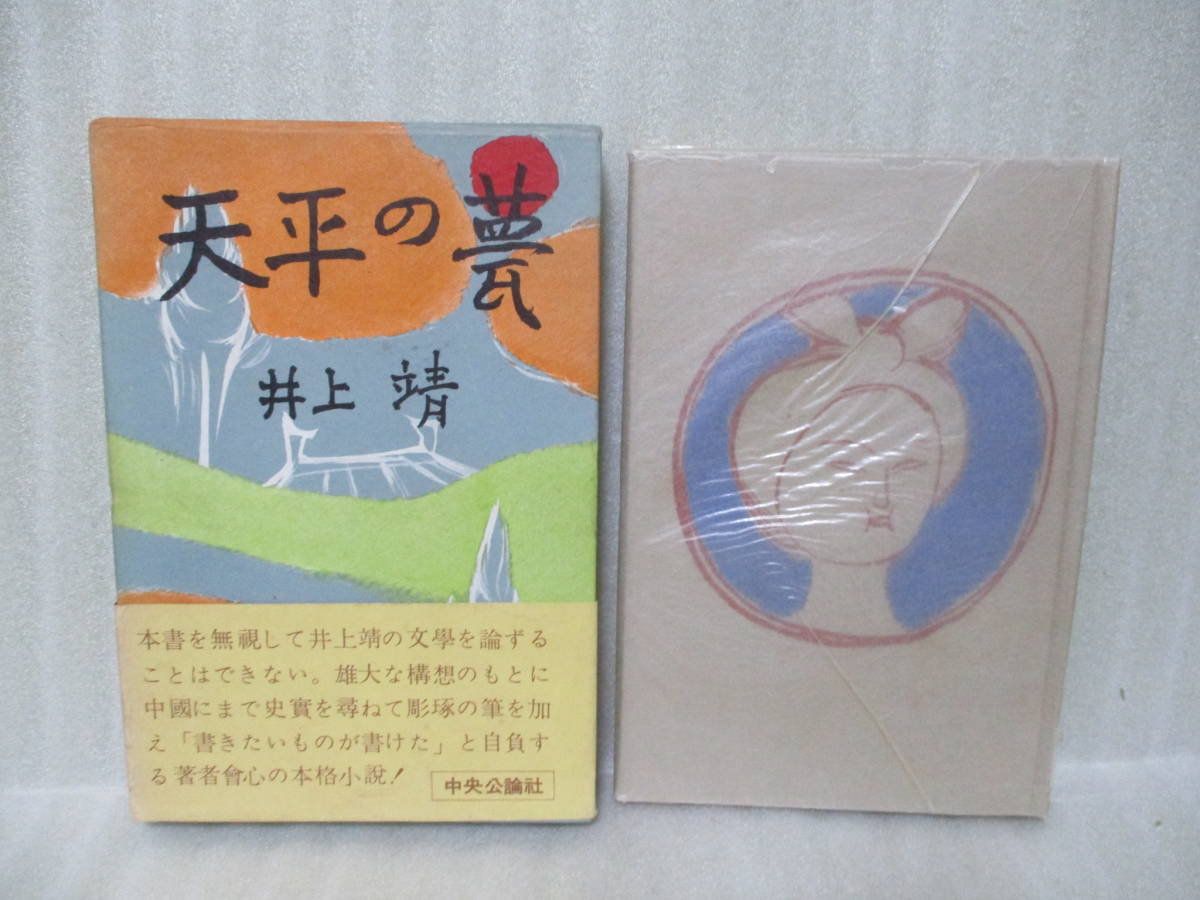 天平の甍
井上 靖
本書を無視して井上靖の文學を論ずる
ことはできない。雄大な構想のもとに
中國にまで史實を尋ねて彫琢の筆を加
え「書きたいものが書けた」と自負す
る著者會心の本格小説!
中央公論社